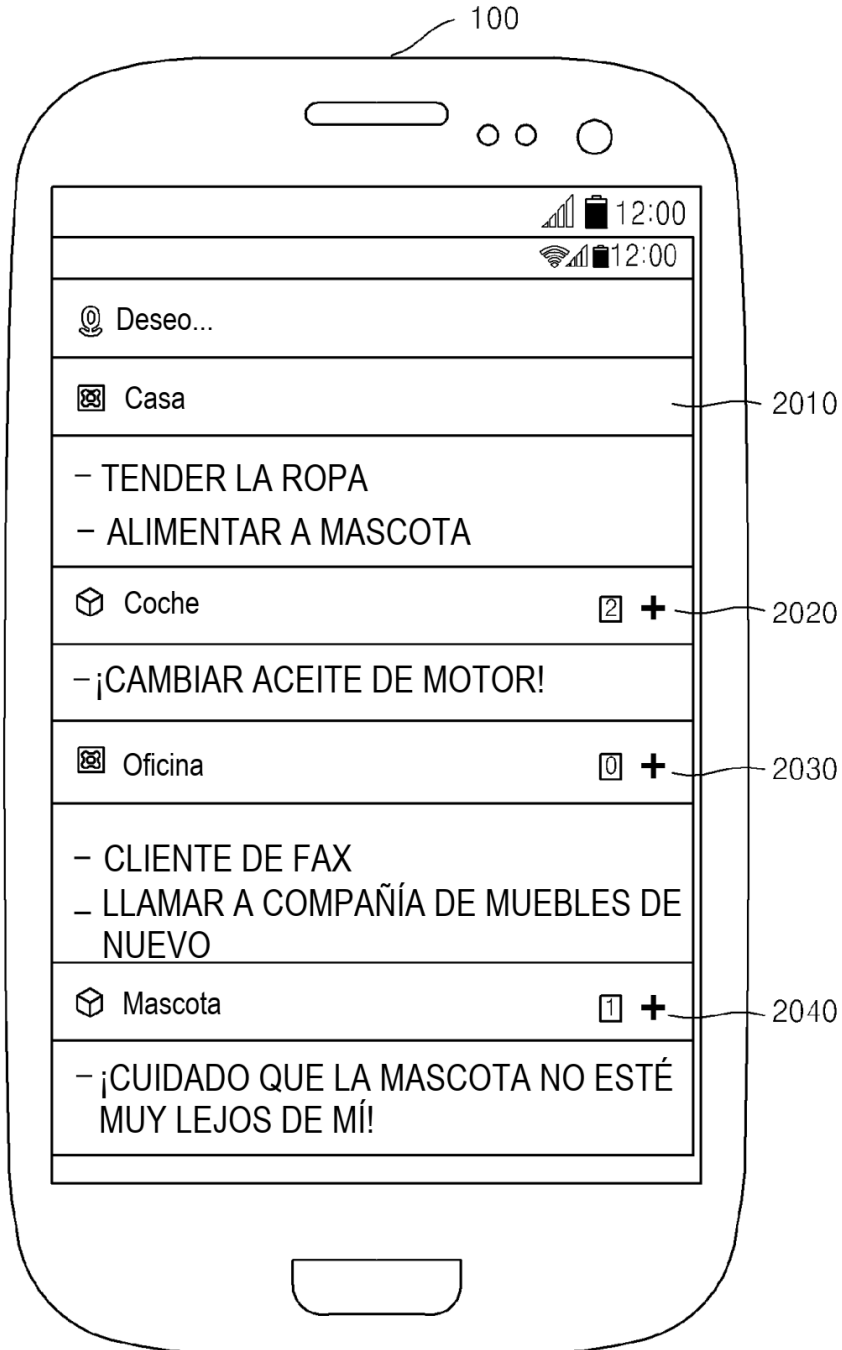 100
12:00
12:00
Deseo...
Casa
2010
– TENDER LA ROPA
– ALIMENTAR A MASCOTA
Coche 2 + 2020
–¡CAMBIAR ACEITE DE MOTOR!
Oficina 0 + 2030
– CLIENTE DE FAX
– LLAMAR A COMPAÑÍA DE MUEBLES DE
NUEVO
Mascota 1 + 2040
–¡CUIDADO QUE LA MASCOTA NO ESTÉ
MUY LEJOS DE MÍ!